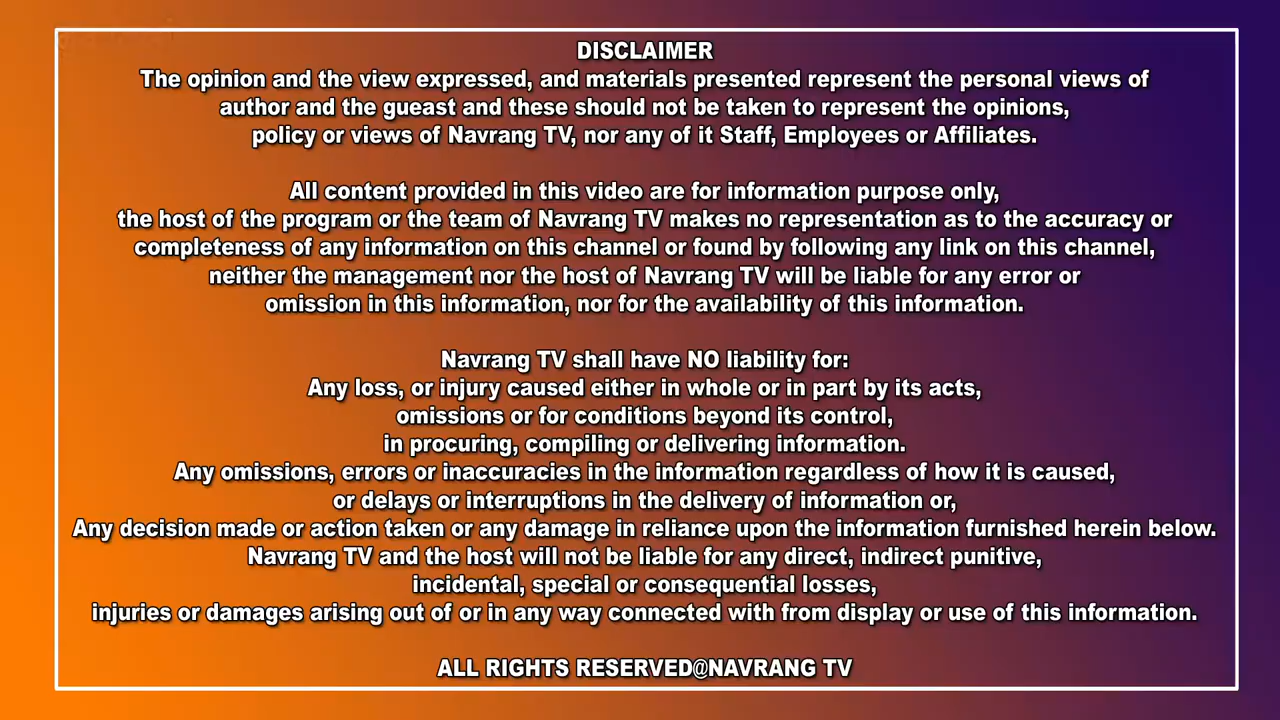 DISCLAIMER
The opinion and the view expressed, and materials presented represent the personal views of
author and the gueast and these should not be taken to represent the opinions,
policy or views of Navrang TV, nor any of it Staff, Employees or Affiliates.
All content provided in this video are for information purpose only,
the host of the program or the team of Navrang TV makes no representation as to the accuracy or
completeness of any information on this channel or found by following any link on this channel,
neither the management nor the host of Navrang TV will be liable for any error or
omission in this information, nor for the availability of this information.
Navrang TV shall have NO liability for:
Any loss, or injury caused either in whole or in part by its acts,
omissions or for conditions beyond its control,
in procuring, compiling or delivering information.
Any omissions, errors or inaccuracies in the information regardless of how it is caused,
or delays or interruptions in the delivery of information or,
Any decision made or action taken or any damage in reliance upon the information furnished herein below.
Navrang TV and the host will not be liable for any direct, indirect punitive,
incidental, special or consequential losses,
injuries or damages arising out of or in any way connected with from display or use of this information.
ALL RIGHTS RESERVED@NAVRANG TV